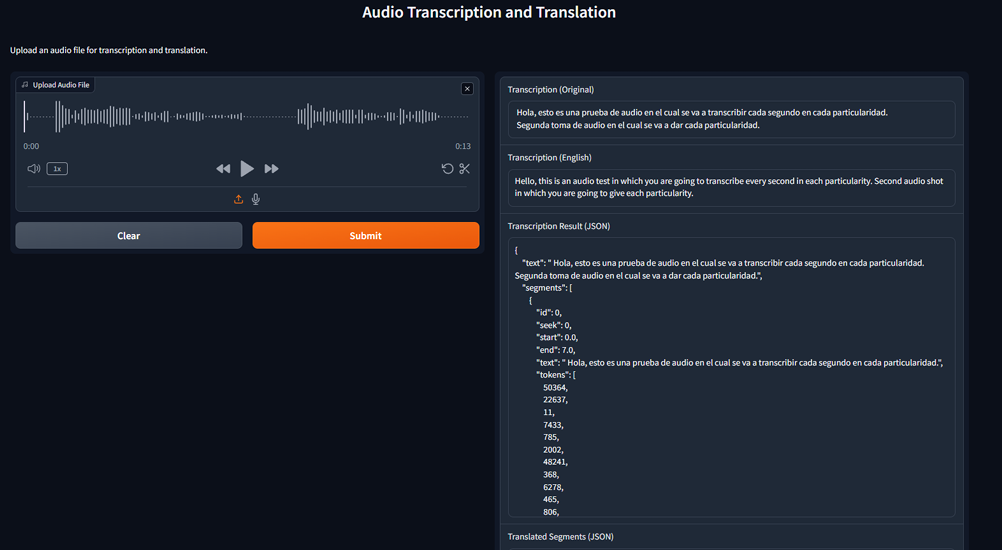 Audio Transcription and Translation
Upload an audio file for transcription and translation.
Upload Audio File
0:00
0:13
1x
Clear
Submit
Transcription (Original)
Hola, esto es una prueba de audio en el cual se va a transcribir cada segundo en cada particularidad.
Segunda toma de audio en el cual se va a dar cada particularidad.
Transcription (English)
Hello, this is an audio test in which you are going to transcribe every second in each particularity. Second audio shot
in which you are going to give each particularity.
Transcription Result (JSON)
{
"text": " Hola, esto es una prueba de audio en el cual se va a transcribir cada segundo en cada particularidad.
Segunda toma de audio en el cual se va a dar cada particularidad.",
"segments": [
{
"id": 0,
"seek": 0,
"start": 0.0,
"end": 7.0,
"text": " Hola, esto es una prueba de audio en el cual se va a transcribir cada segundo en cada particularidad.",
"tokens": [
50364,
22637,
11,
7433,
785,
2002,
48241,
368,
6278,
465,
806,
Translated Segments (JSON)